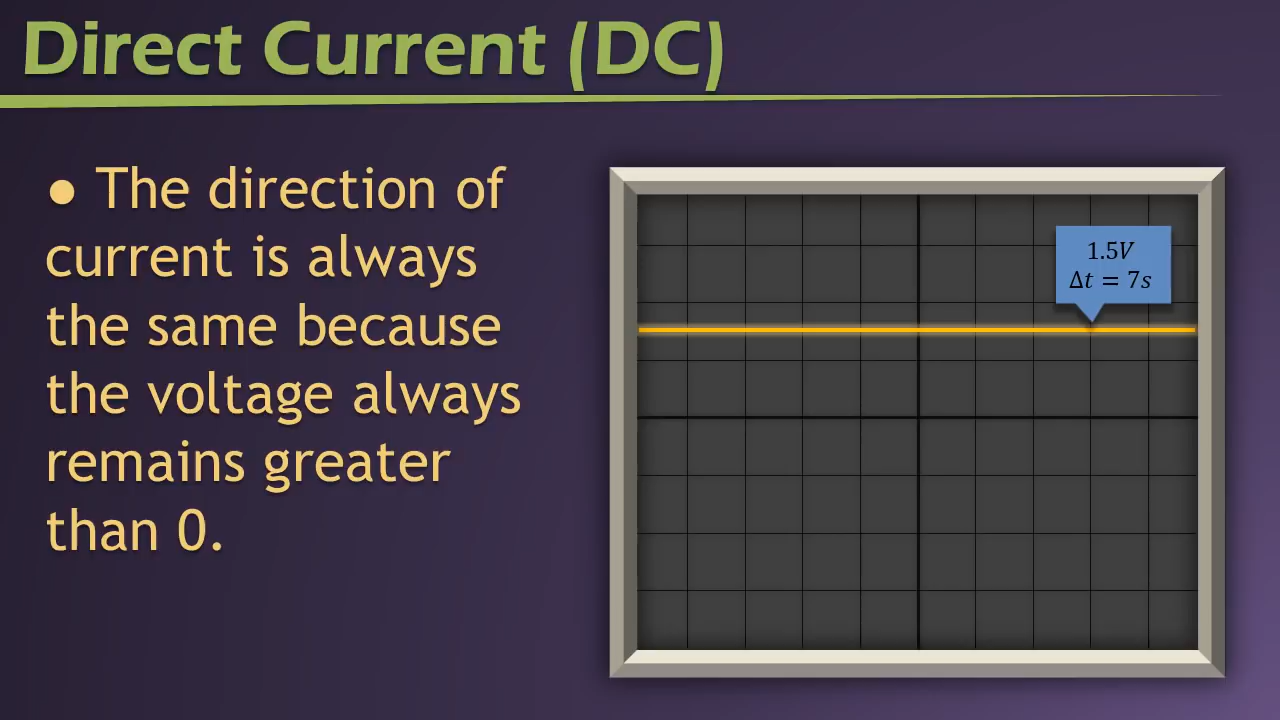 Direct Current (DC)
● The direction of
current is always
the same because
the voltage always
remains greater
than 0.
1.5V
Δt = 7s